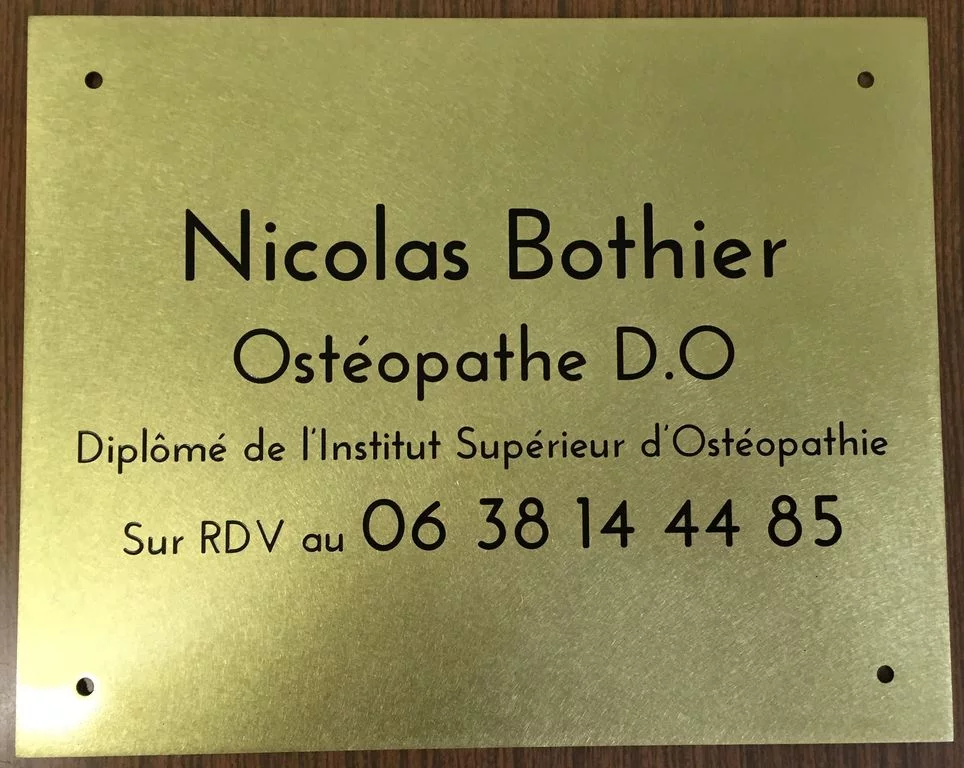 Nicolas Bothier
Ostéopathe D.O
Diplômé de l'Institut Supérieur d'Ostéopathie
Sur RDV au 06 38 14 44 85